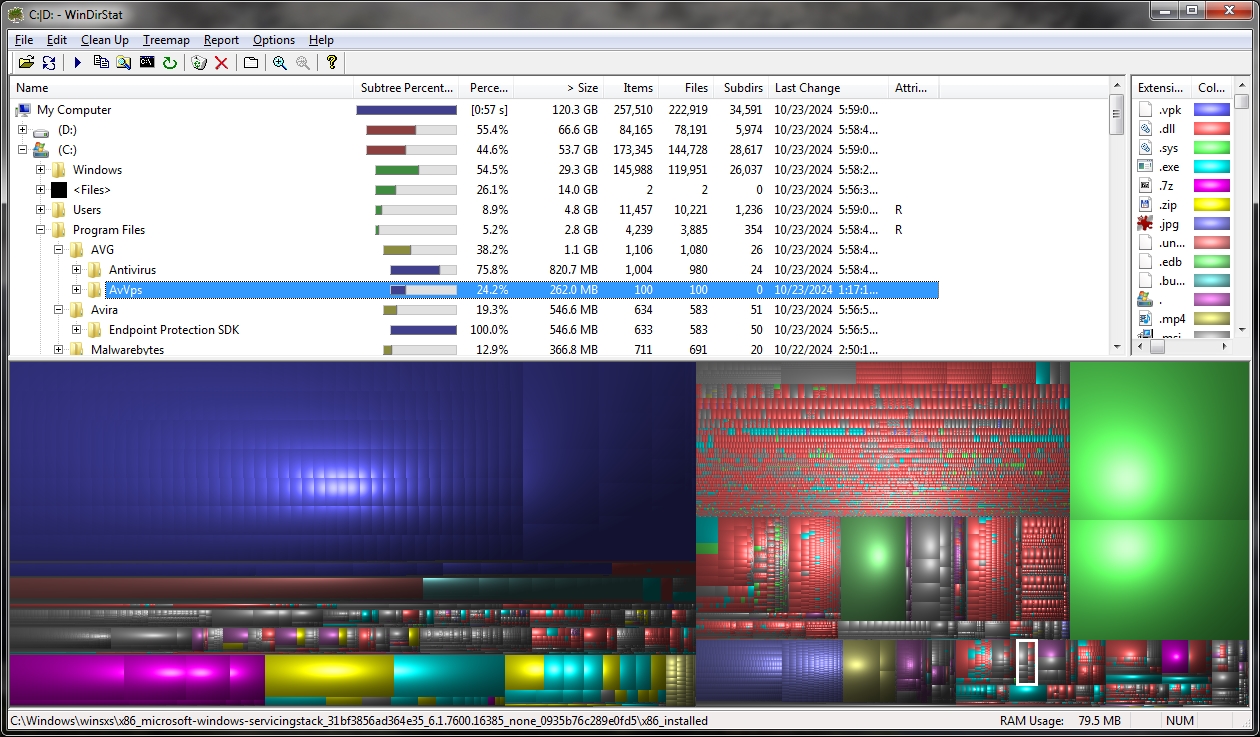 C:|D: - WinDirStat
File Edit Clean Up Treemap Report Options Help
Name Subtree Percent... Perce... > Size Items Files Subdirs Last Change Attri... Extensi... Col...
My Computer [0:57 s] 120.3 GB 257,510 222,919 34,591 10/23/2024 5:59:0... .vpk
(D:) 55.4% 66.6 GB 84,165 78,191 5,974 10/23/2024 5:58:4... .dll
(C:) 44.6% 53.7 GB 173,345 144,728 28,617 10/23/2024 5:59:0... .sys
Windows 54.5% 29.3 GB 145,988 119,951 26,037 10/23/2024 5:58:2... .exe
<Files> 26.1% 14.0 GB 2 2 0 10/23/2024 5:56:3... .7z
Users 8.9% 4.8 GB 11,457 10,221 1,236 10/23/2024 5:59:0... R .zip
Program Files 5.2% 2.8 GB 4,239 3,885 354 10/23/2024 5:58:4... R .jpg
AVG 38.2% 1.1 GB 1,106 1,080 26 10/23/2024 5:58:4... .un...
Antivirus 75.8% 820.7 MB 1,004 980 24 10/23/2024 5:58:4... .edb
AvVps 24.2% 262.0 MB 100 100 0 10/23/2024 1:17:1... .bu...
Avira 19.3% 546.6 MB 634 583 51 10/23/2024 5:56:5... .
Endpoint Protection SDK 100.0% 546.6 MB 633 583 50 10/23/2024 5:56:5... .mp4
Malwarebytes 12.9% 366.8 MB 711 691 20 10/22/2024 2:50:1... .msi
C:\Windows\winsxs\x86_microsoft-windows-servicingstack_31bf3856ad364e35_6.1.7600.16385_none_0935b76c289e0fd5\x86_installed RAM Usage: 79.5 MB NUM